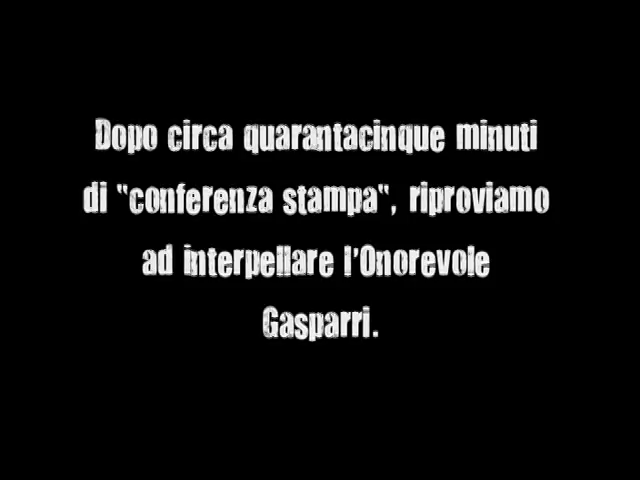 Dopo circa quarantacinque minuti
di "conferenza stampa", riproviamo
ad interpellare l'Onorevole
Gasparri.